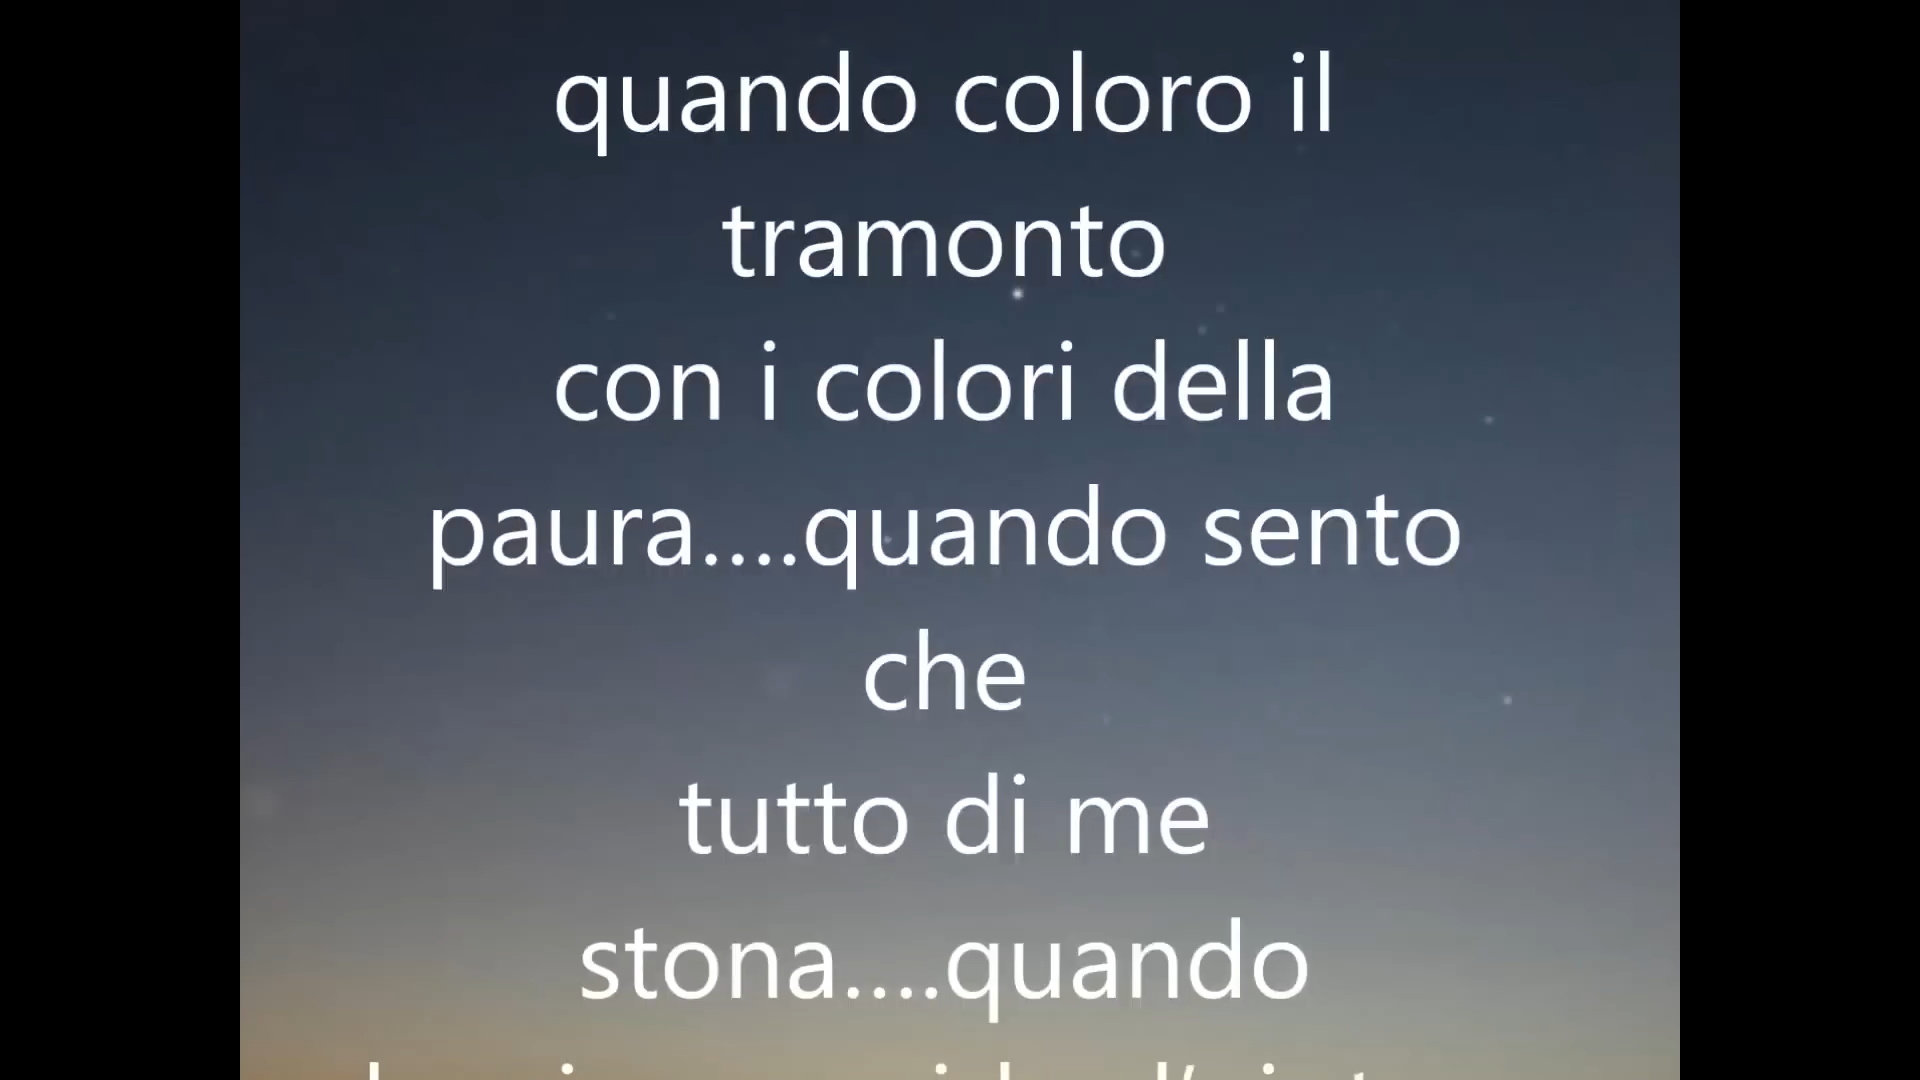 quando coloro il
tramonto
con i colori della
paura....quando sento
che
tutto di me
stona....quando